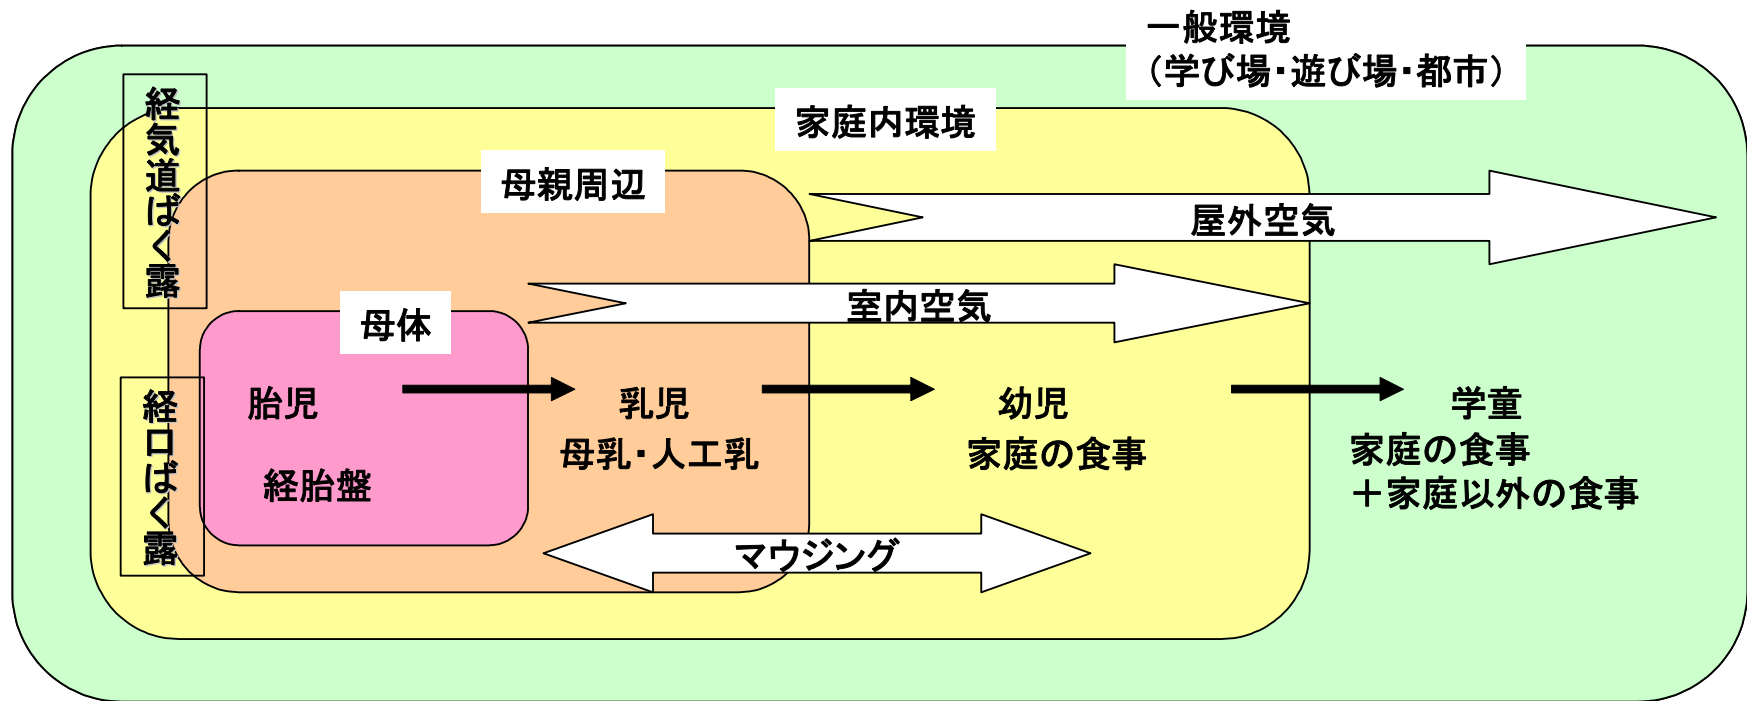 一般環境
（学び場・遊び場・都市）
家庭内環境
母親周辺
母体
経気道ばく露
屋外空気
室内空気
経口ばく露
胎児
経胎盤
乳児
母乳・人工乳
幼児
家庭の食事
学童
家庭の食事
＋家庭以外の食事
マウジング